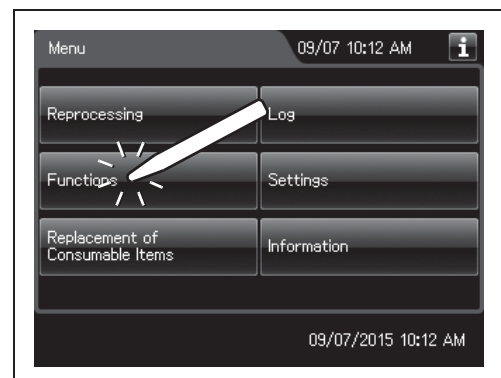 Menu
09/07 10:12 AM
i
Reprocessing
Log
Functions
Settings
Replacement of
Consumable Items
Information
09/07/2015 10:12 AM